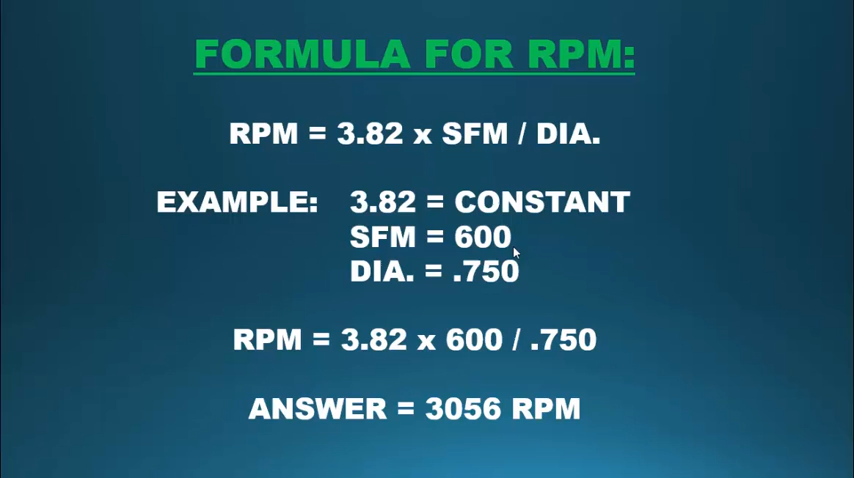 FORMULA FOR RPM:
RPM = 3.82 x SFM / DIA.
EXAMPLE: 3.82 = CONSTANT
SFM = 600
DIA. = .750
RPM = 3.82 x 600 / .750
ANSWER = 3056 RPM